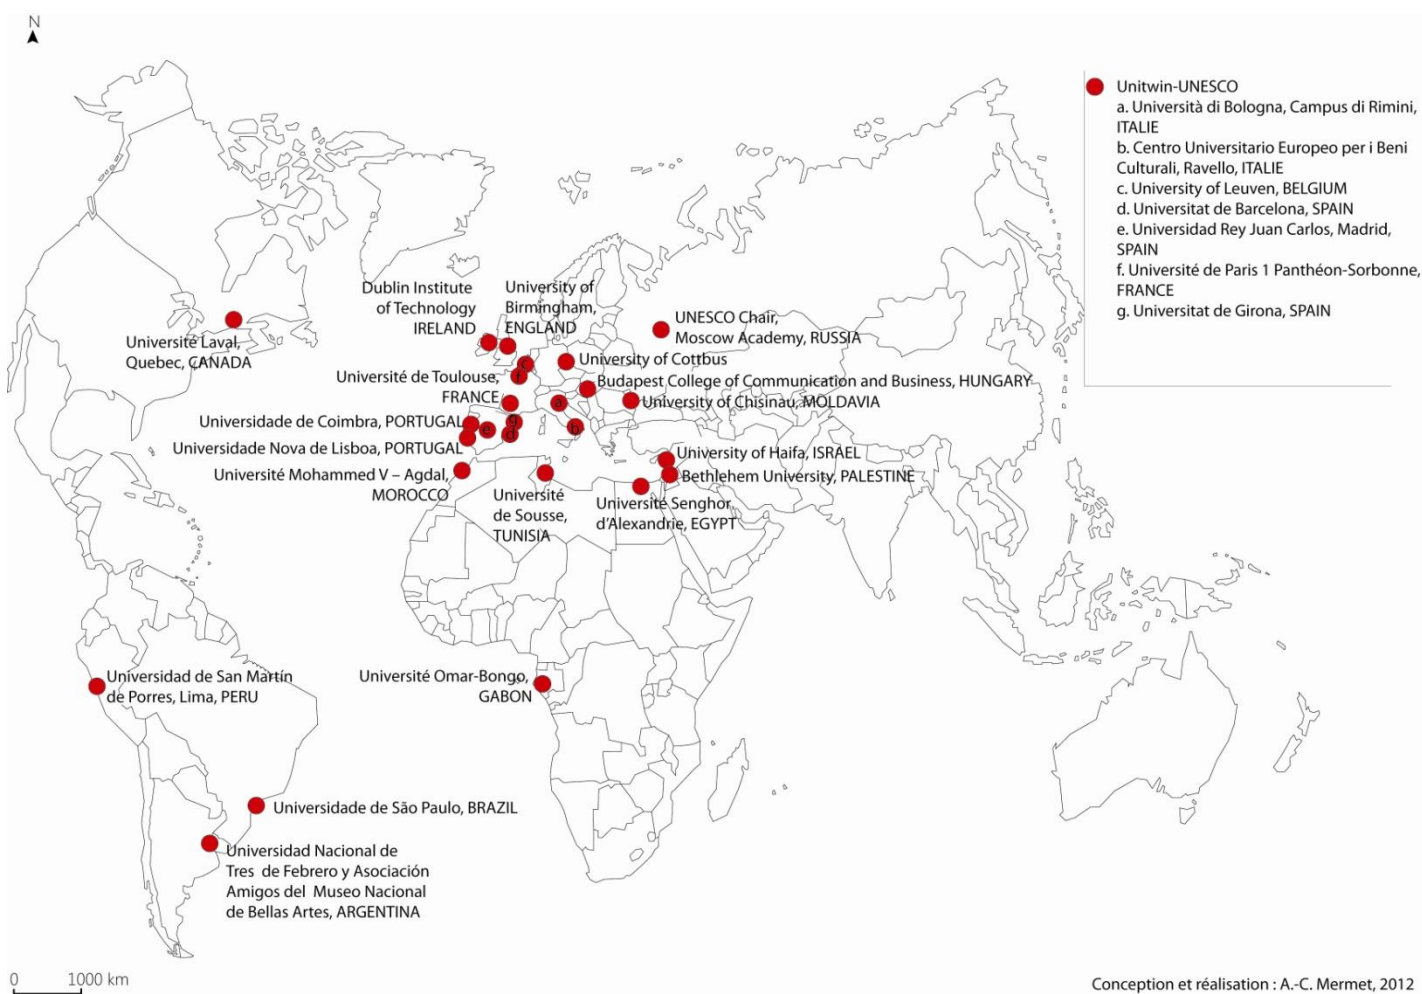 N
Unitwin-UNESCO
a. Università di Bologna, Campus di Rimini,
ITALIE
b. Centro Universitario Europeo per i Beni
Culturali, Ravello, ITALIE
c. University of Leuven, BELGIUM
d. Universitat de Barcelona, SPAIN
e. Universidad Rey Juan Carlos, Madrid,
SPAIN
f. Université de Paris 1 Panthéon-Sorbonne,
FRANCE
g. Universitat de Girona, SPAIN
Dublin Institute
of Technology
IRELAND
University of
Birmingham,
ENGLAND
UNESCO Chair,
Moscow Academy, RUSSIA
Université Laval,
Quebec, CANADA
University of Cottbus
c
f
Université de Toulouse,
FRANCE
Budapest College of Communication and Business, HUNGARY
University of Chisinau, MOLDAVIA
a
Universidade de Coimbra, PORTUGAL
g
e
d
b
Universidade Nova de Lisboa, PORTUGAL
University of Haifa, ISRAEL
Université Mohammed V – Agdal,
MOROCCO
Bethlehem University, PALESTINE
Université
de Sousse,
TUNISIA
Université Senghor
d'Alexandrie, EGYPT
Universidad de San Martín
de Porres, Lima, PERU
Université Omar-Bongo,
GABON
Universidade de São Paulo, BRAZIL
Universidad Nacional de
Tres de Febrero y Asociación
Amigos del Museo Nacional
de Bellas Artes, ARGENTINA
0 1000 km
Conception et réalisation : A.-C. Mermet, 2012